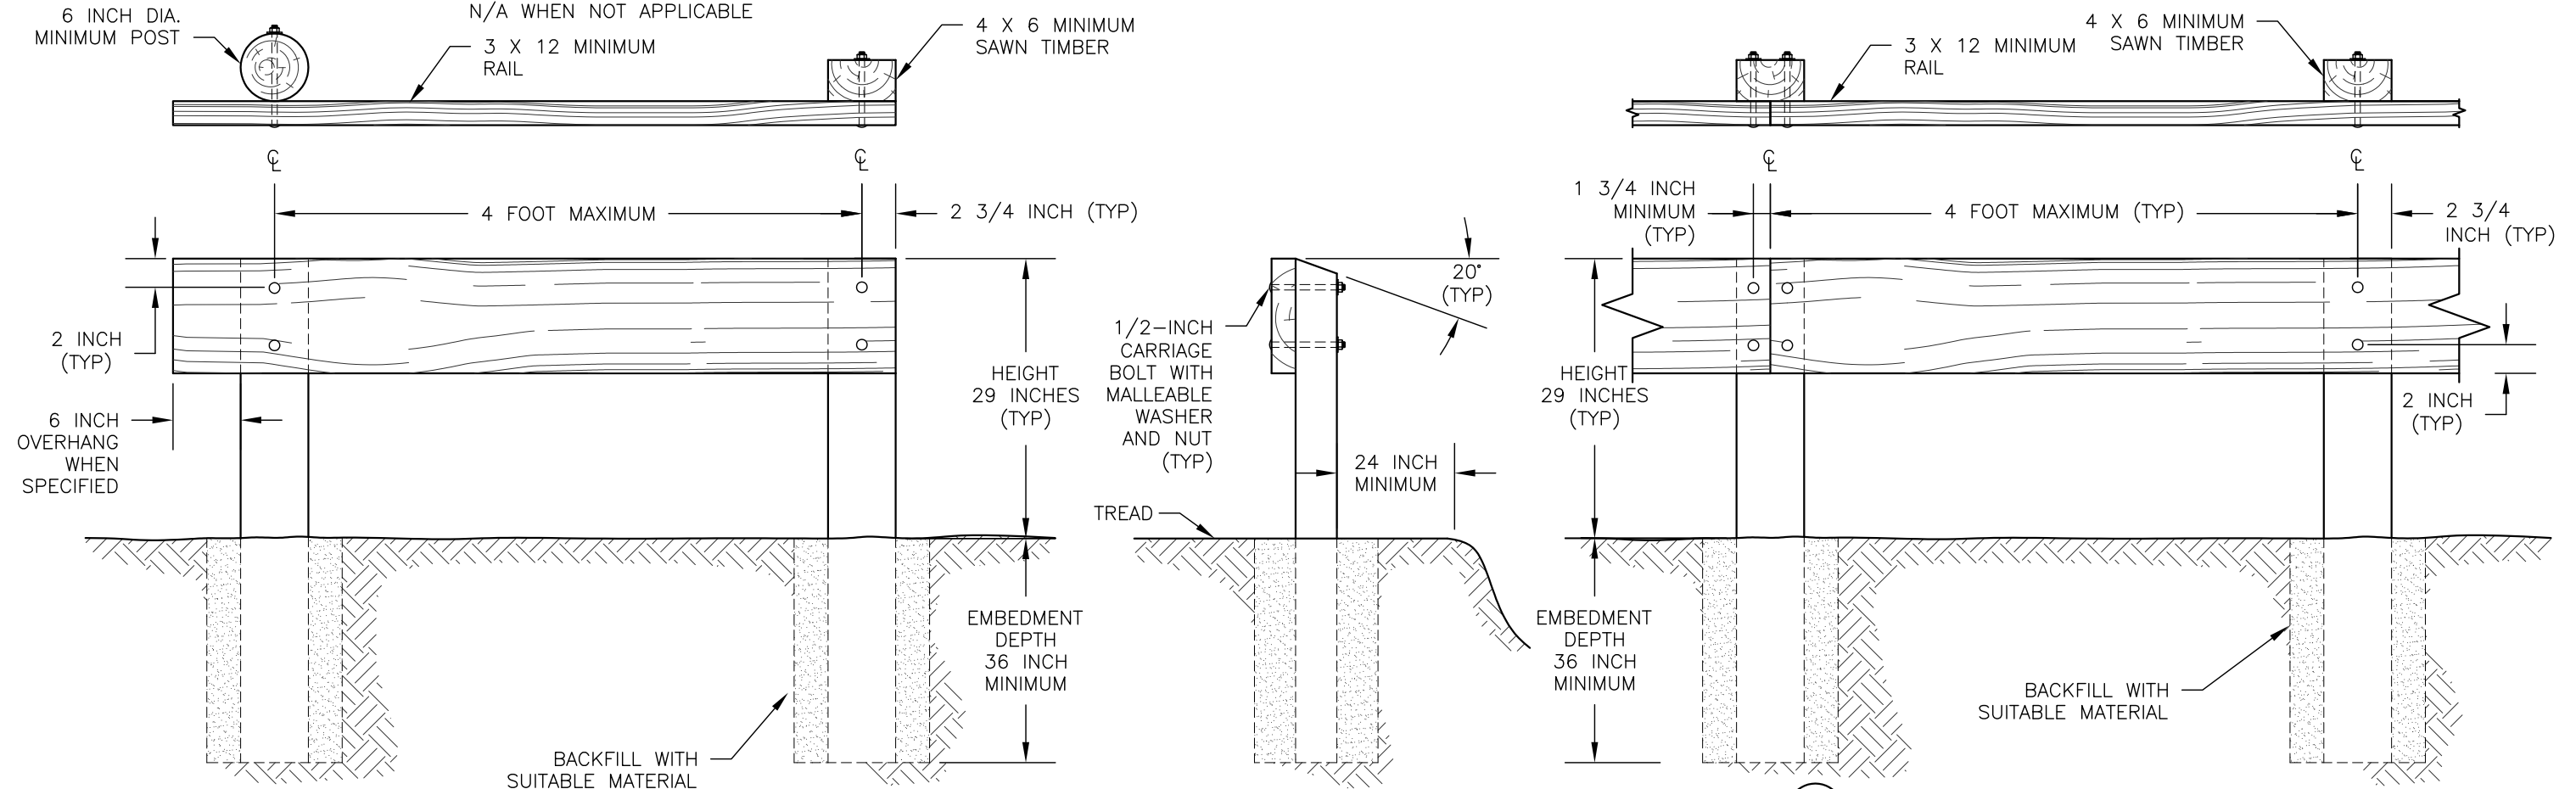 6 INCH DIA.
MINIMUM POST
N/A WHEN NOT APPLICABLE
3 X 12 MINIMUM
RAIL
4 X 6 MINIMUM
SAWN TIMBER
3 X 12 MINIMUM
RAIL
4 X 6 MINIMUM
SAWN TIMBER
℄
℄
℄
℄
4 FOOT MAXIMUM
2 3/4 INCH (TYP)
1 3/4 INCH
MINIMUM
(TYP)
4 FOOT MAXIMUM (TYP)
2 3/4
INCH (TYP)
2 INCH
(TYP)
6 INCH
OVERHANG
WHEN
SPECIFIED
HEIGHT
29 INCHES
(TYP)
20°
(TYP)
1/2-INCH
CARRIAGE
BOLT WITH
MALLEABLE
WASHER
AND NUT
(TYP)
24 INCH
MINIMUM
TREAD
HEIGHT
29 INCHES
(TYP)
2 INCH
(TYP)
EMBEDMENT
DEPTH
36 INCH
MINIMUM
BACKFILL WITH
SUITABLE MATERIAL
EMBEDMENT
DEPTH
36 INCH
MINIMUM
BACKFILL WITH
SUITABLE MATERIAL